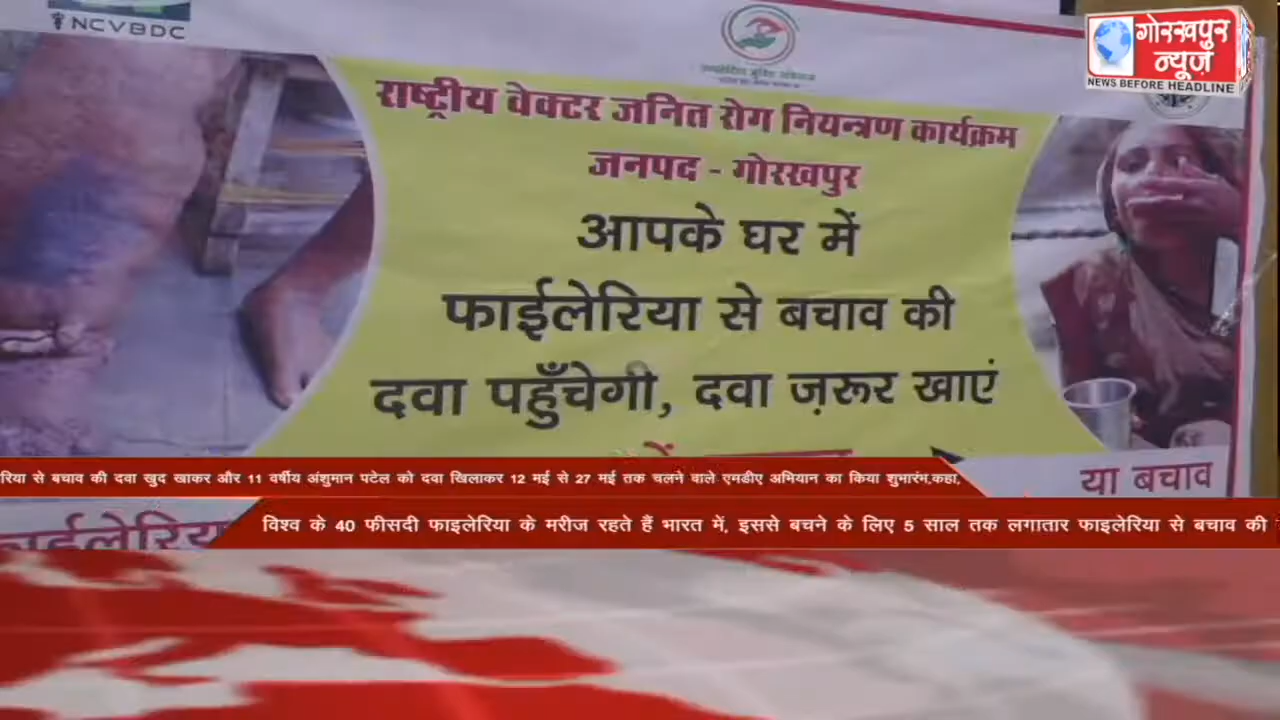 NCVBDC
गोरखपुर
न्यूज़
NEWS BEFORE HEADLINE
राष्ट्रीय वेक्टर जनित रोग नियन्त्रण कार्यक्रम
जनपद - गोरखपुर
आपके घर में
फाईलेरिया से बचाव की
दवा पहुँचेगी, दवा ज़रूर खाएं
या बचाव
रिया से बचाव की दवा खुद खाकर और 11 वर्षीय अंशुमान पटेल को दवा खिलाकर 12 मई से 27 मई तक चलने वाले एमडीए अभियान का किया शुभारंभ,कहा,
विश्व के 40 फीसदी फाइलेरिया के मरीज रहते हैं भारत में, इससे बचने के लिए 5 साल तक लगातार फाइलेरिया से बचाव की